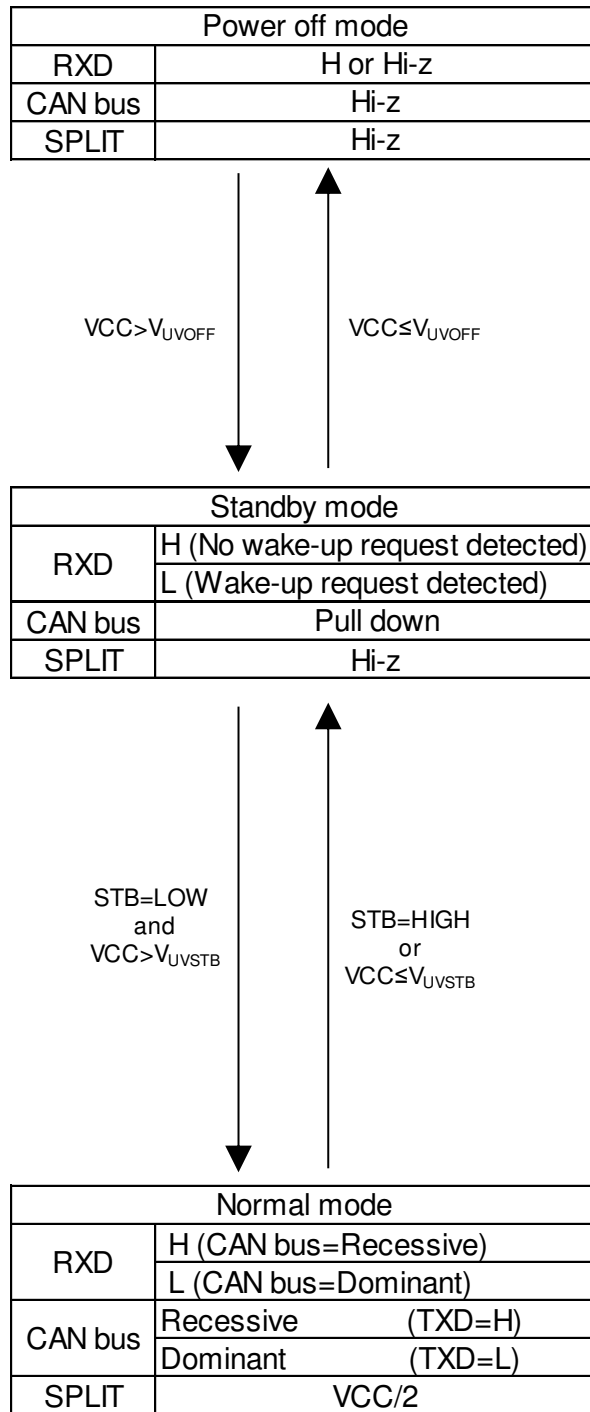 Power off mode
RXD H or Hi-z
CAN bus Hi-z
SPLIT Hi-z
VCC>VUVOFF
VCC≤VUVOFF
Standby mode
RXD
H (No wake-up request detected)
L (Wake-up request detected)
CAN bus Pull down
SPLIT Hi-z
STB=LOW
and
VCC>VUVSTB
STB=HIGH
or
VCC≤VUVSTB
Normal mode
RXD
H (CAN bus=Recessive)
L (CAN bus=Dominant)
CAN bus
Recessive (TXD=H)
Dominant (TXD=L)
SPLIT VCC/2